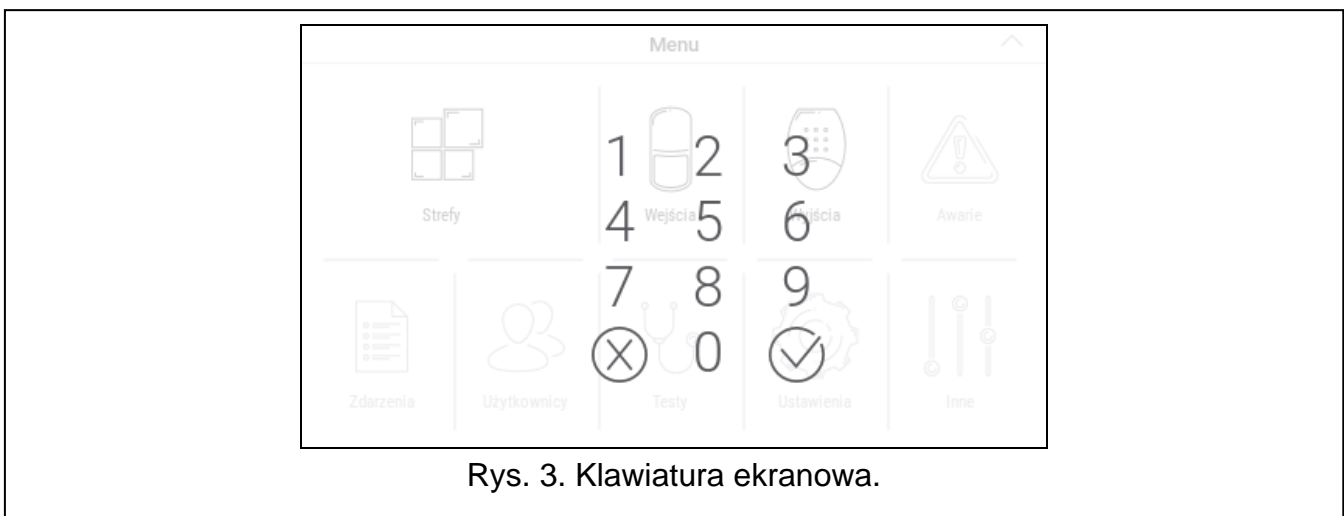 Menu
1 2 3
Strefy Wejścia Wyjścia Awarie
4 5 6
7 8 9
0
Zdarzenia Użytkownicy Testy Ustawienia Inne
Rys. 3. Klawiatura ekranowa.